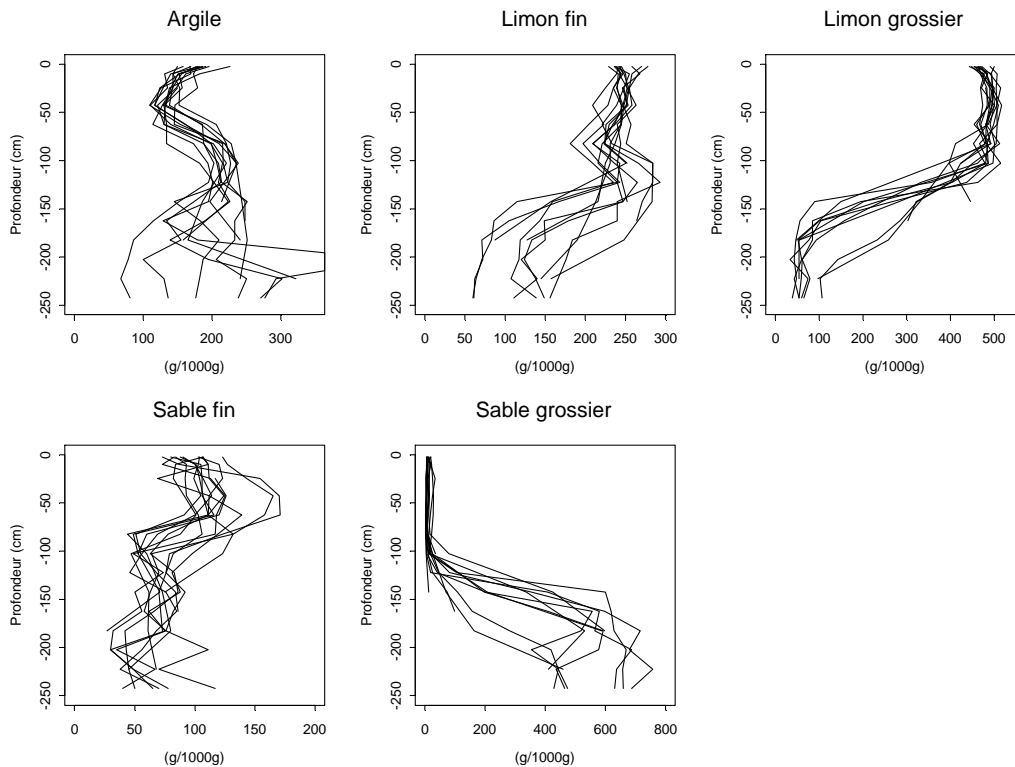 Argile
Limon fin
Limon grossier
Profondeur (cm)
0
-50
-100
-150
-200
-250
0 100 200 300
(g/1000g)
Profondeur (cm)
0
-50
-100
-150
-200
-250
0 50 100 150 200 250 300
(g/1000g)
Profondeur (cm)
0
-50
-100
-150
-200
-250
0 100 200 300 400 500
(g/1000g)
Sable fin
Sable grossier
Profondeur (cm)
0
-50
-100
-150
-200
-250
0 50 100 150 200
(g/1000g)
Profondeur (cm)
0
-50
-100
-150
-200
-250
0 200 400 600 800
(g/1000g)